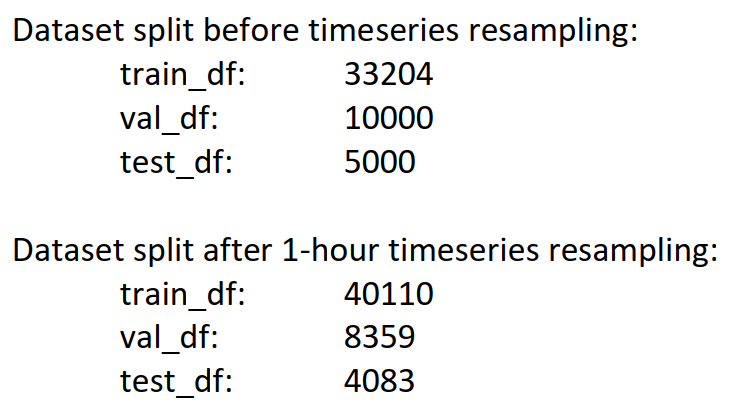 Dataset split before timeseries resampling:
train_df: 33204
val_df: 10000
test_df: 5000
Dataset split after 1-hour timeseries resampling:
train_df: 40110
val_df: 8359
test_df: 4083